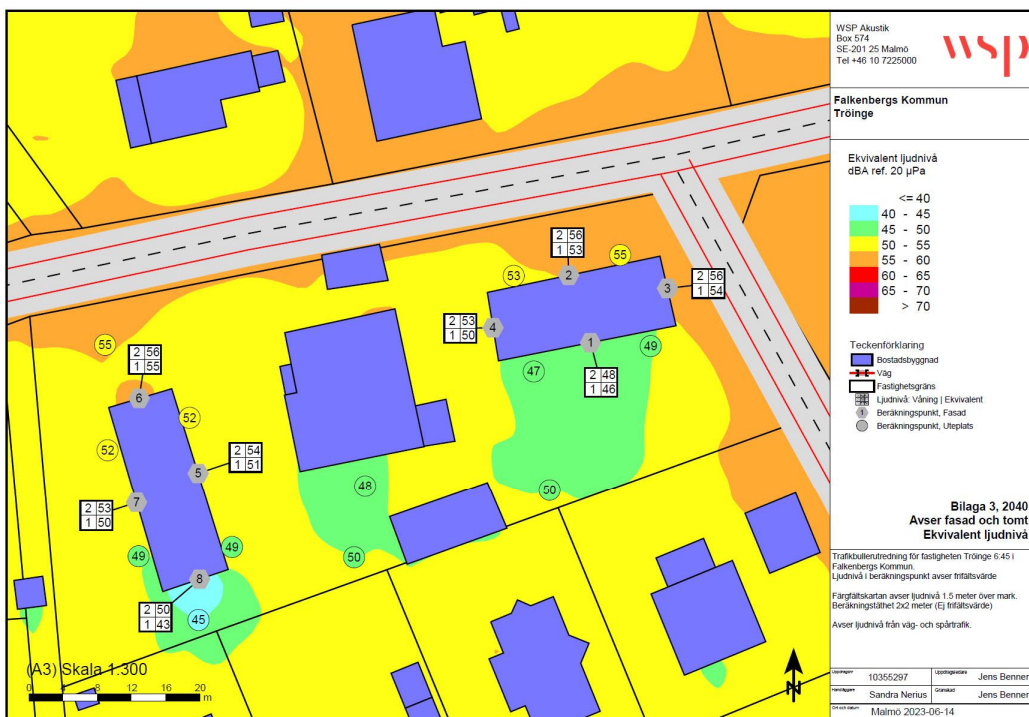 WSP Akustik
Box 574
SE-201 25 Malmö
Tel +46 10 7225000
wsp
Falkenbergs Kommun
Tröinge
Ekvivalent ljudnivå
dBA ref. 20 µPa
<= 40
40 - 45
45 - 50
50 - 55
55 - 60
60 - 65
65 - 70
> 70
Teckenförklaring
Bostadsbyggnad
Väg
Fastighetsgräns
Ljudnivå: Våning | Ekvivalent
1 Beräkningspunkt, Fasad
Beräkningspunkt, Uteplats
Bilaga 3, 2040
Avser fasad och tomt
Ekvivalent ljudnivå
Trafikbullerutredning för fastigheten Tröinge 6:45 i
Falkenbergs Kommun.
Ljudnivå i beräkningspunkt avser frifältsvärde
Färgfältskartan avser ljudnivå 1.5 meter över mark.
Beräkningstäthet 2x2 meter (Ej frifältsvärde)
Avser ljudnivå från väg- och spårtrafik.
10355297
Jens Benner
Sandra Nerius
Jens Benner
Malmö 2023-06-14
2 56
1 53
2
55
53
3
2 56
1 54
2 53
1 50
4
1
49
47
2 48
1 46
55
2 56
1 55
6
52
52
5
2 54
1 51
7
2 53
1 50
48
50
50
49
49
8
2 50
1 43
45
(A3) Skala 1:300
0 4 8 12 16 20
m
N